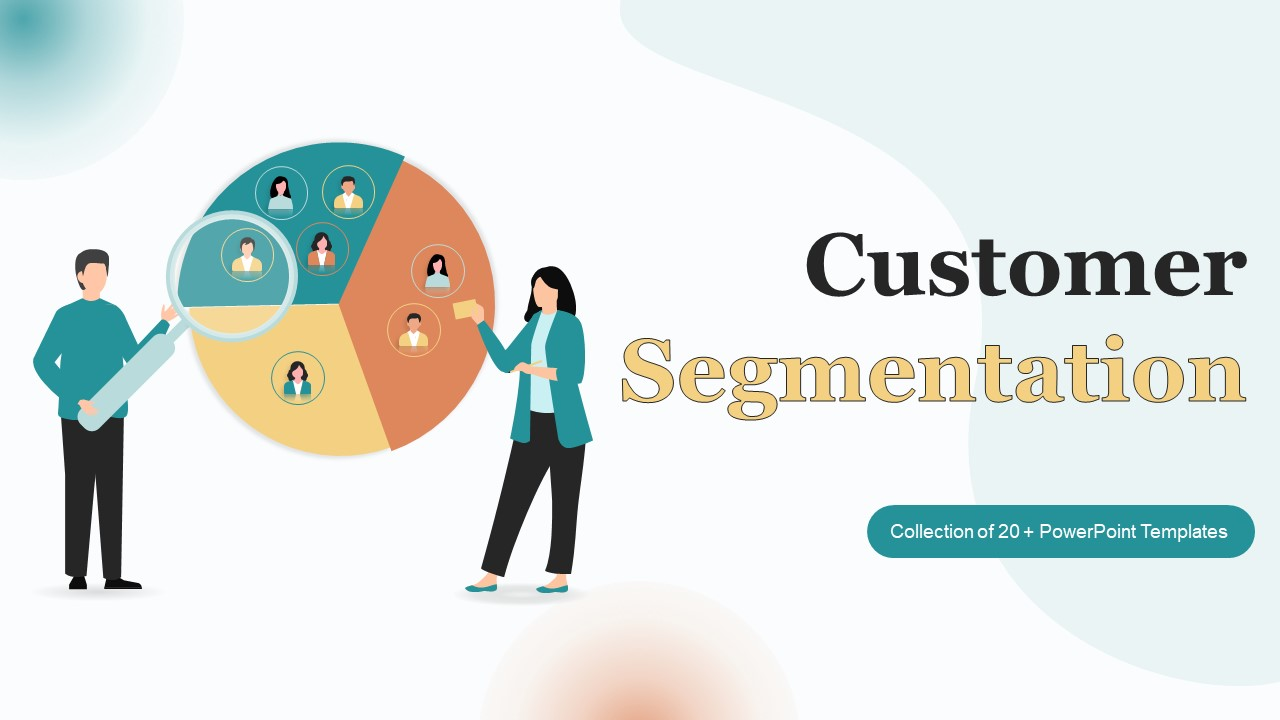 Customer
Segmentation
Collection of 20 + PowerPoint Templates